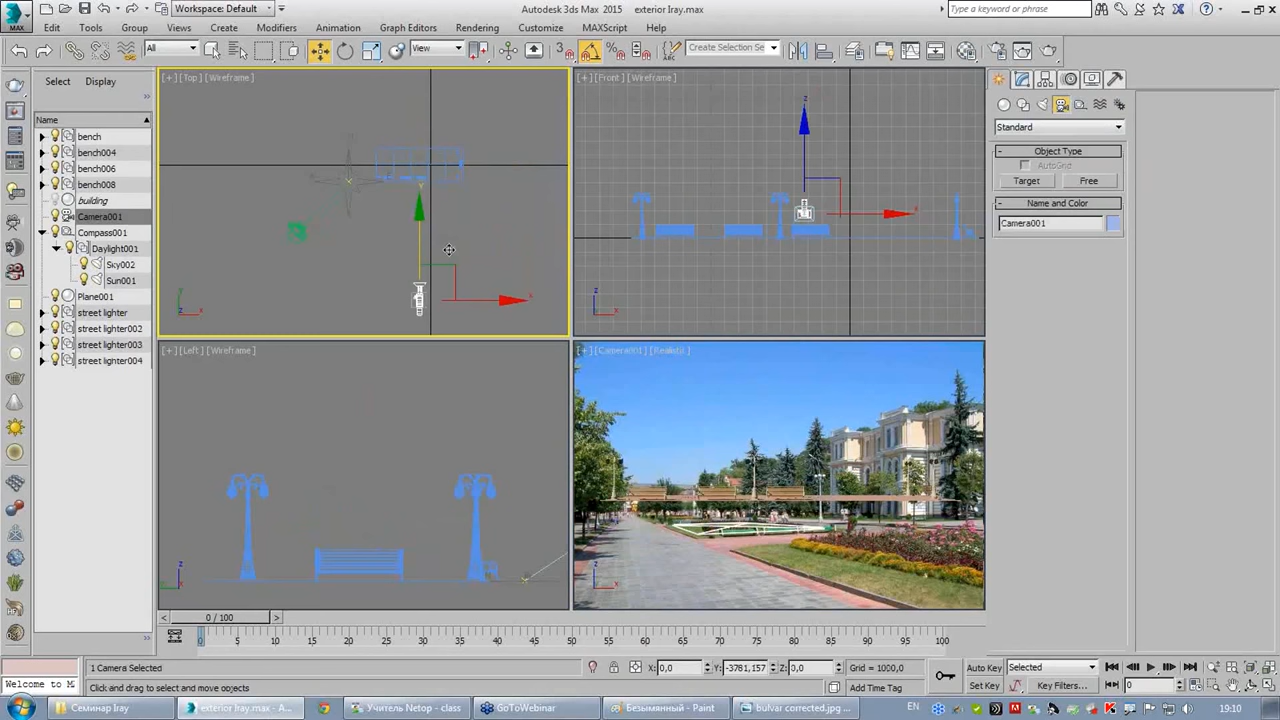 Workspace: Default
Autodesk 3ds Max 2015 exterior Iray.max
Type a keyword or phrase
MAX
Edit Tools Group Views Create Modifiers Animation Graph Editors Rendering Customize MAXScript Help
All View 3 Create Selection Se
Select Display
Name
bench
bench004
bench006
bench008
building
Camera001
Compass001
Daylight001
Sky002
Sun001
Plane001
street lighter
street lighter002
street lighter003
street lighter004
[+] [Top] [Wireframe]
[+] [Front] [Wireframe]
[+] [Left] [Wireframe]
[+] [Camera001] [Realistic]
Standard
- Object Type
AutoGrid
Target Free
- Name and Color
Camera001
0 / 100
0 5 10 15 20 25 30 35 40 45 50 55 60 65 70 75 80 85 90 95 100
1 Camera Selected X: 0,0 Y: -3781,157 Z: 0,0 Grid = 1000,0 Auto Key Selected
Welcome to M Click and drag to select and move objects Add Time Tag Set Key Key Filters... 0
Семинар Iray exterior Iray.max - A... Учитель Netop - class GoToWebinar Безымянный - Paint bulvar corrected.jpg ... EN 19:10